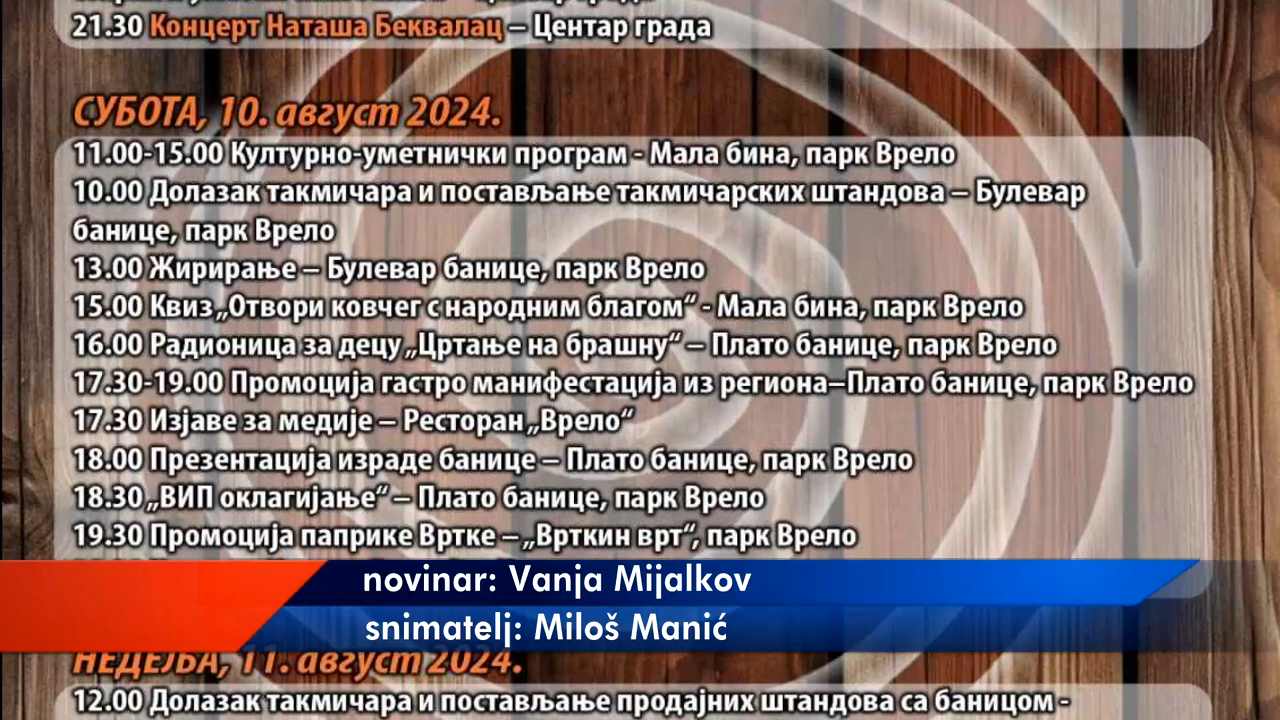 21.30 Концерт Наташа Беквалац – Центар града
СУБОТА, 10. август 2024.
11.00-15.00 Културно-уметнички програм - Мала бина, парк Врело
10.00 Долазак такмичара и постављање такмичарских штандова – Булевар
банице, парк Врело
13.00 Жирирање – Булевар банице, парк Врело
15.00 Квиз „Отвори ковчег с народним благом“ - Мала бина, парк Врело
16.00 Радионица за децу „Цртање на брашну“ – Плато банице, парк Врело
17.30-19.00 Промоција гастро манифестација из региона–Плато банице, парк Врело
17.30 Изјаве за медије – Ресторан „Врело“
18.00 Презентација израде банице – Плато банице, парк Врело
18.30 „ВИП оклагијање“ – Плато банице, парк Врело
19.30 Промоција паприке Вртке – „Врткин врт“, парк Врело
novinar: Vanja Mijalkov
snimatelj: Miloš Manić
НЕДЕЉА, 11. август 2024.
12.00 Долазак такмичара и постављање продајних штандова са баницом -